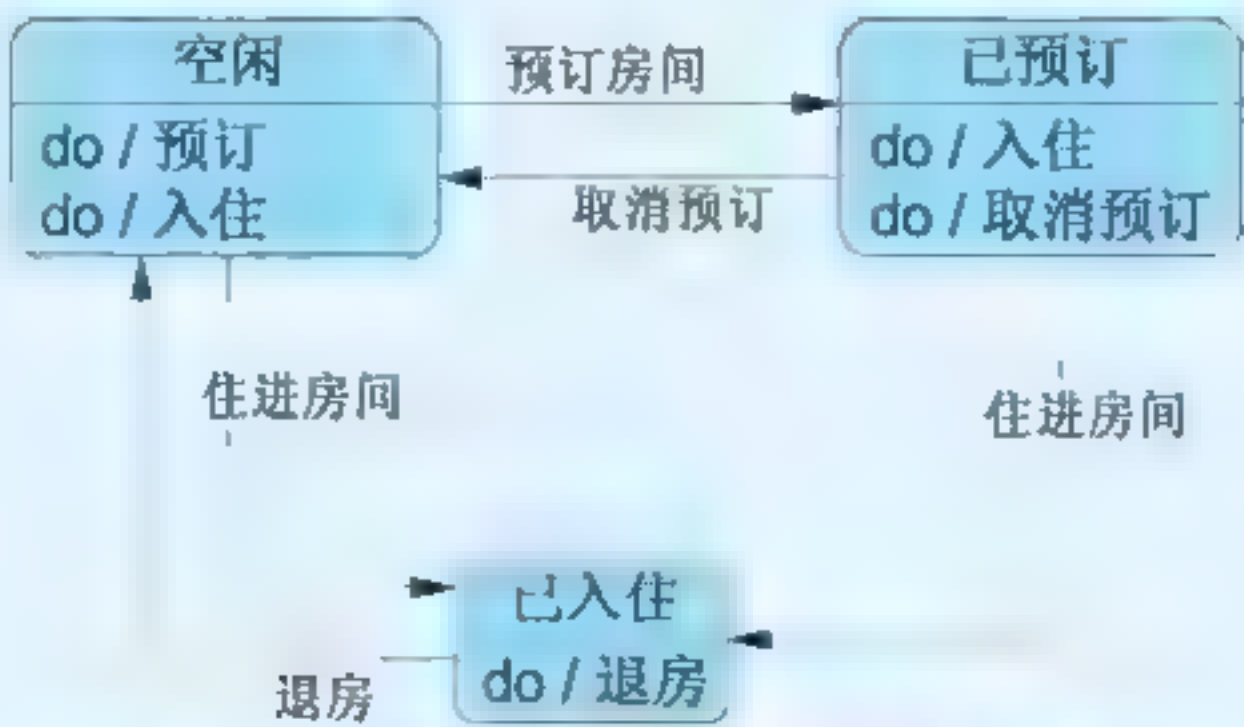 空闲
预订房间
已预订
do / 预订
do / 入住
do / 入住
取消预订
do / 取消预订
住进房间
住进房间
已入住
do / 退房
退房